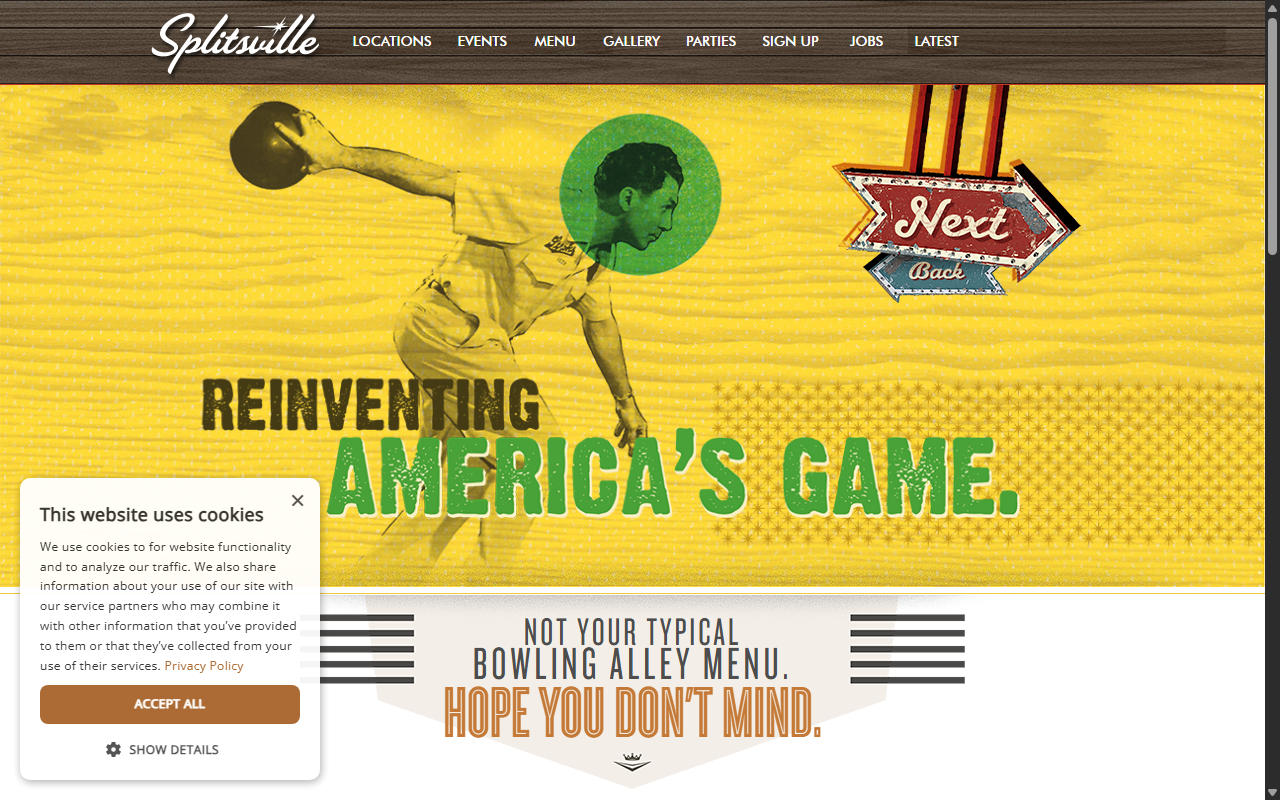 Splitsville
LOCATIONS EVENTS MENU GALLERY PARTIES SIGN UP JOBS LATEST
Next
Back
REINVENTING
AMERICA'S GAME.
This website uses cookies
We use cookies to for website functionality
and to analyze our traffic. We also share
information about your use of our site with
our service partners who may combine it
with other information that you've provided
to them or that they've collected from your
use of their services. Privacy Policy
ACCEPT ALL
SHOW DETAILS
NOT YOUR TYPICAL
BOWLING ALLEY MENU.
HOPE YOU DON'T MIND.